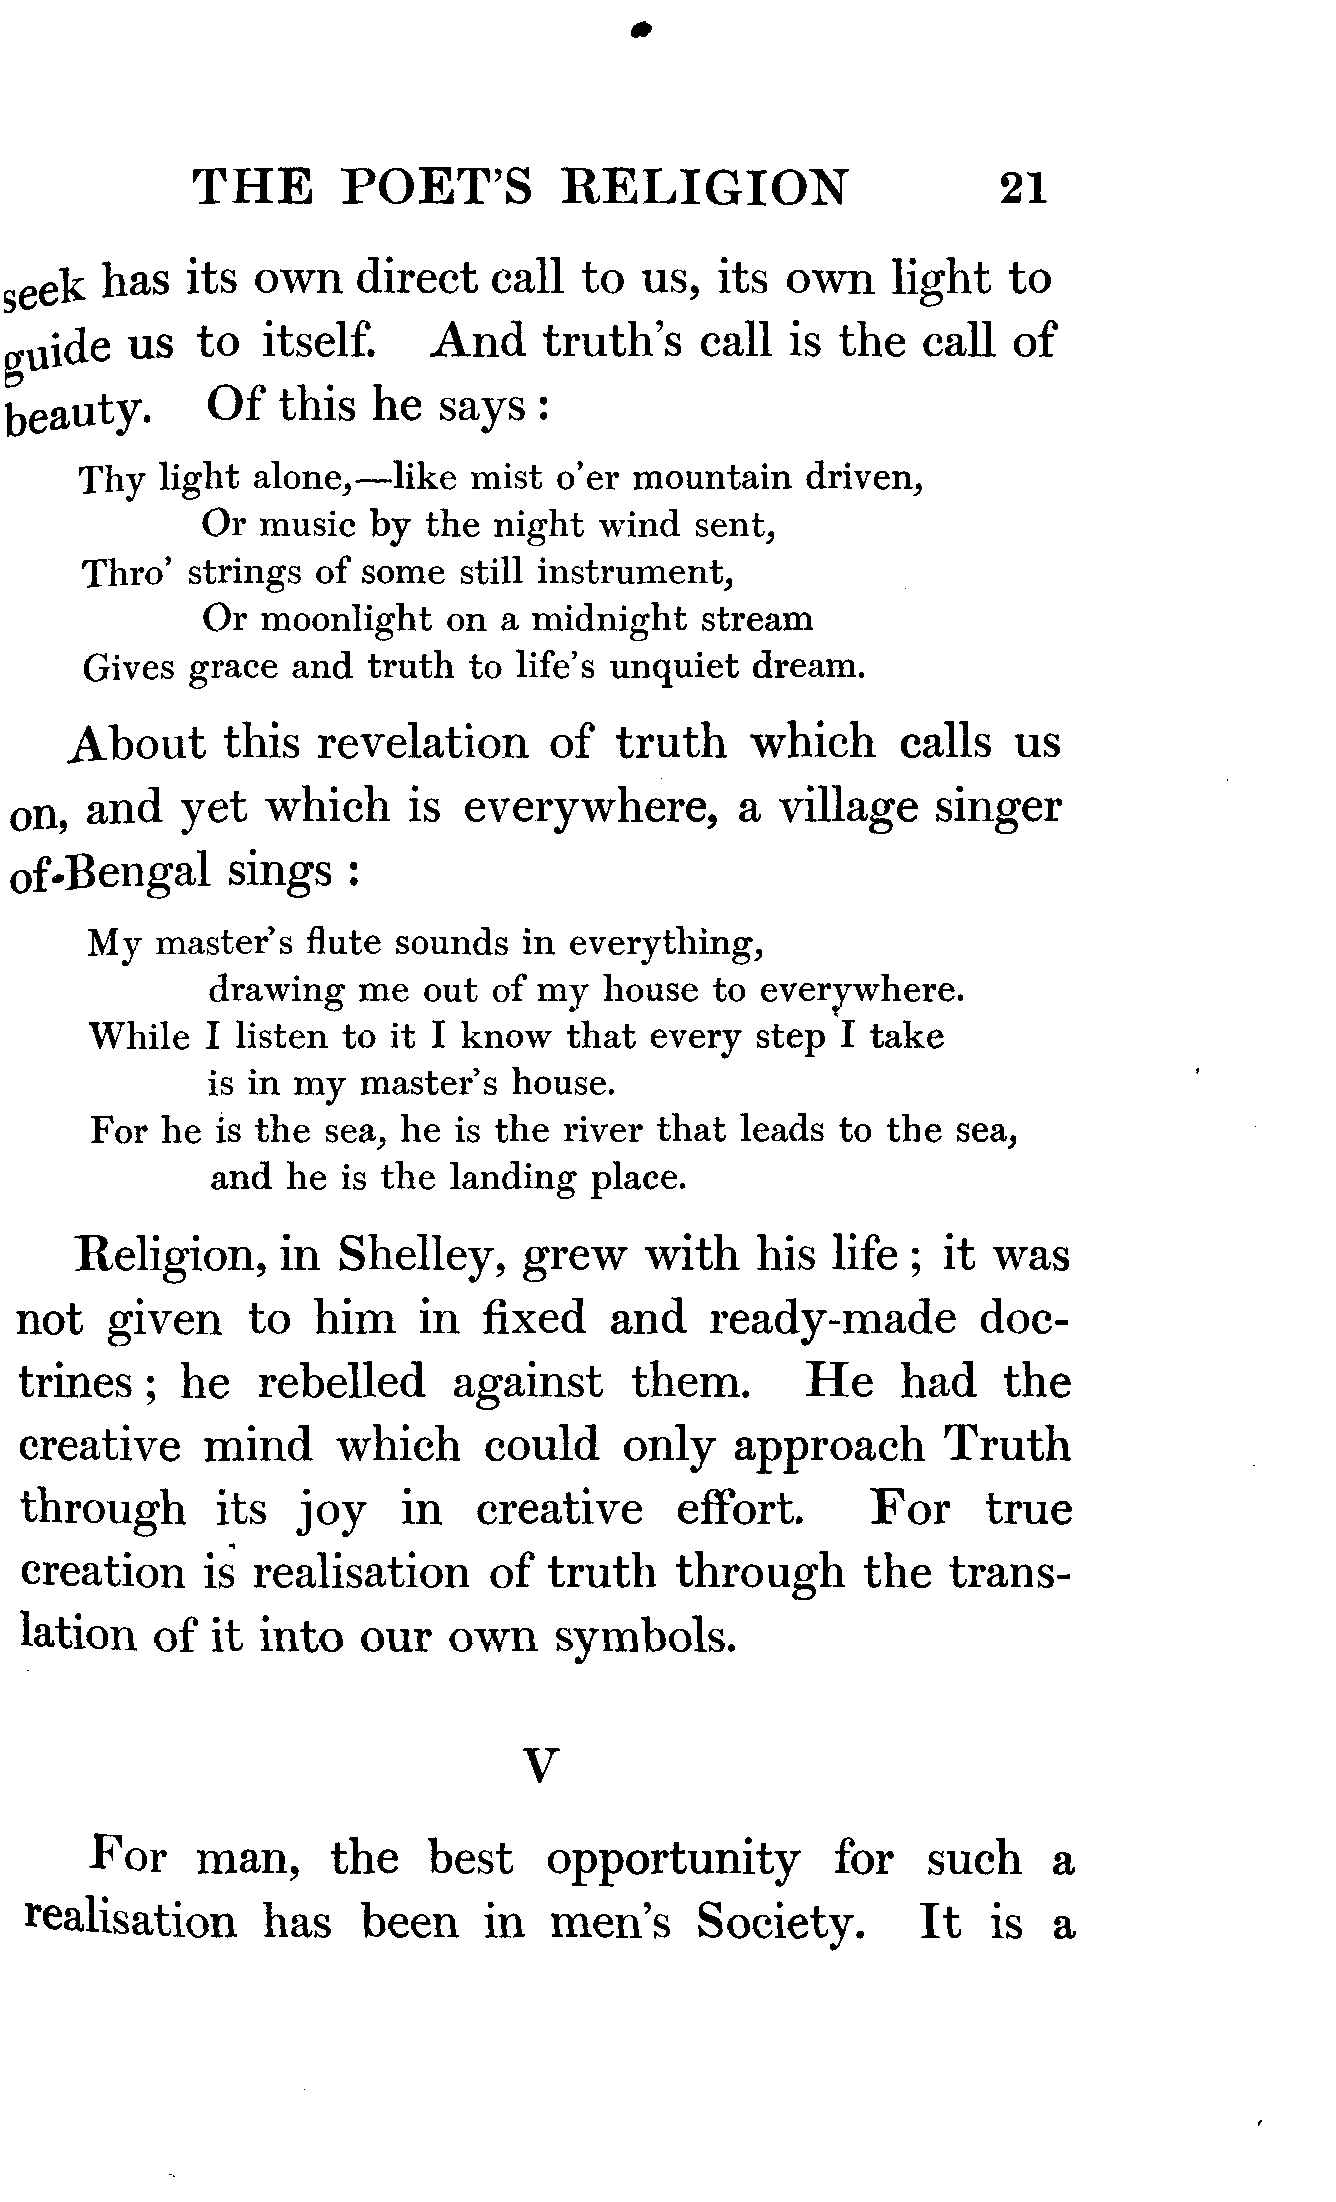 THE POET'S RELIGION 21
seek has its own direct call to us, its own light to
guide us to itself. And truth's call is the call of
beauty. Of this he says :
Thy light alone,—like mist o'er mountain driven,
Or music by the night wind sent,
Thro' strings of some still instrument,
Or moonlight on a midnight stream
Gives grace and truth to life's unquiet dream.
About this revelation of truth which calls us
on, and yet which is everywhere, a village singer
of Bengal sings :
My master's flute sounds in everything,
drawing me out of my house to everywhere.
While I listen to it I know that every step I take
is in my master's house.
For he is the sea, he is the river that leads to the sea,
and he is the landing place.
Religion, in Shelley, grew with his life ; it was
not given to him in fixed and ready-made doc-
trines ; he rebelled against them. He had the
creative mind which could only approach Truth
through its joy in creative effort. For true
creation is realisation of truth through the trans-
lation of it into our own symbols.
V
For man, the best opportunity for such a
realisation has been in men's Society. It is a